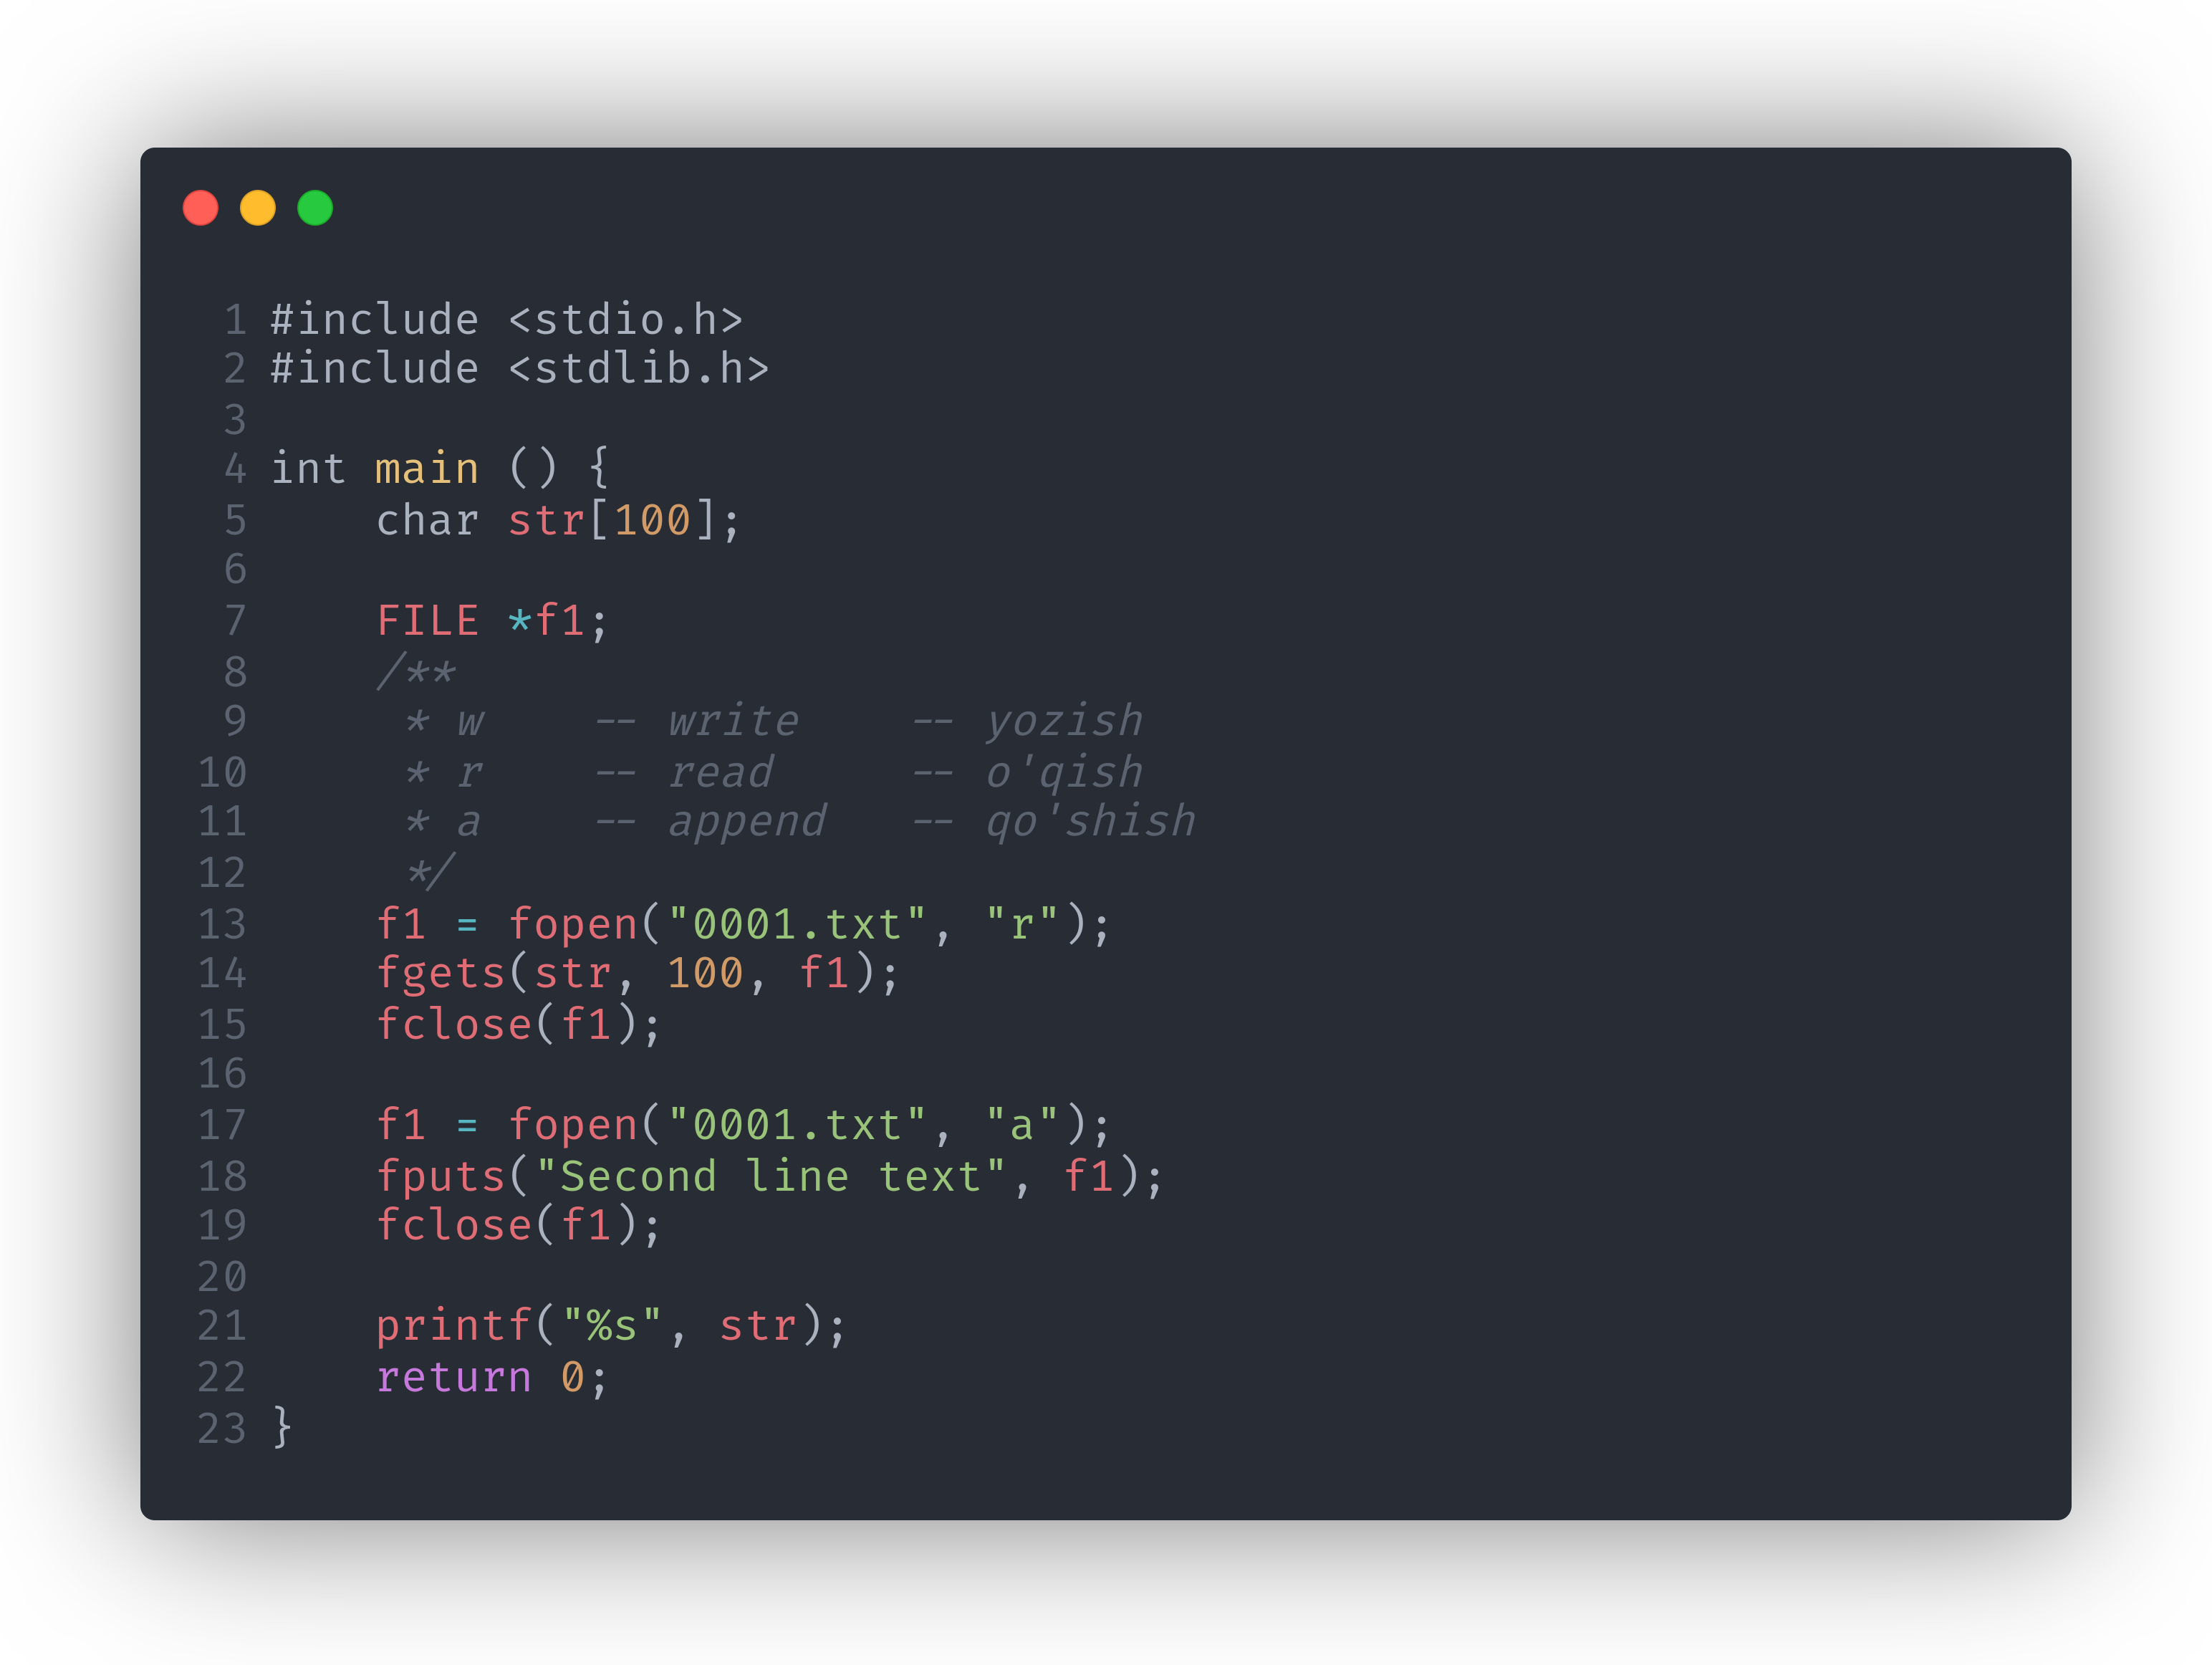 1 #include <stdio.h>
2 #include <stdlib.h>
3
4 int main () {
5     char str[100];
6
7     FILE *f1;
8     /**
9      * w    -- write    -- yozish
10      * r    -- read     -- o'qish
11      * a    -- append   -- qo'shish
12      */
13     f1 = fopen("0001.txt", "r");
14     fgets(str, 100, f1);
15     fclose(f1);
16
17     f1 = fopen("0001.txt", "a");
18     fputs("Second line text", f1);
19     fclose(f1);
20
21     printf("%s", str);
22     return 0;
23 }